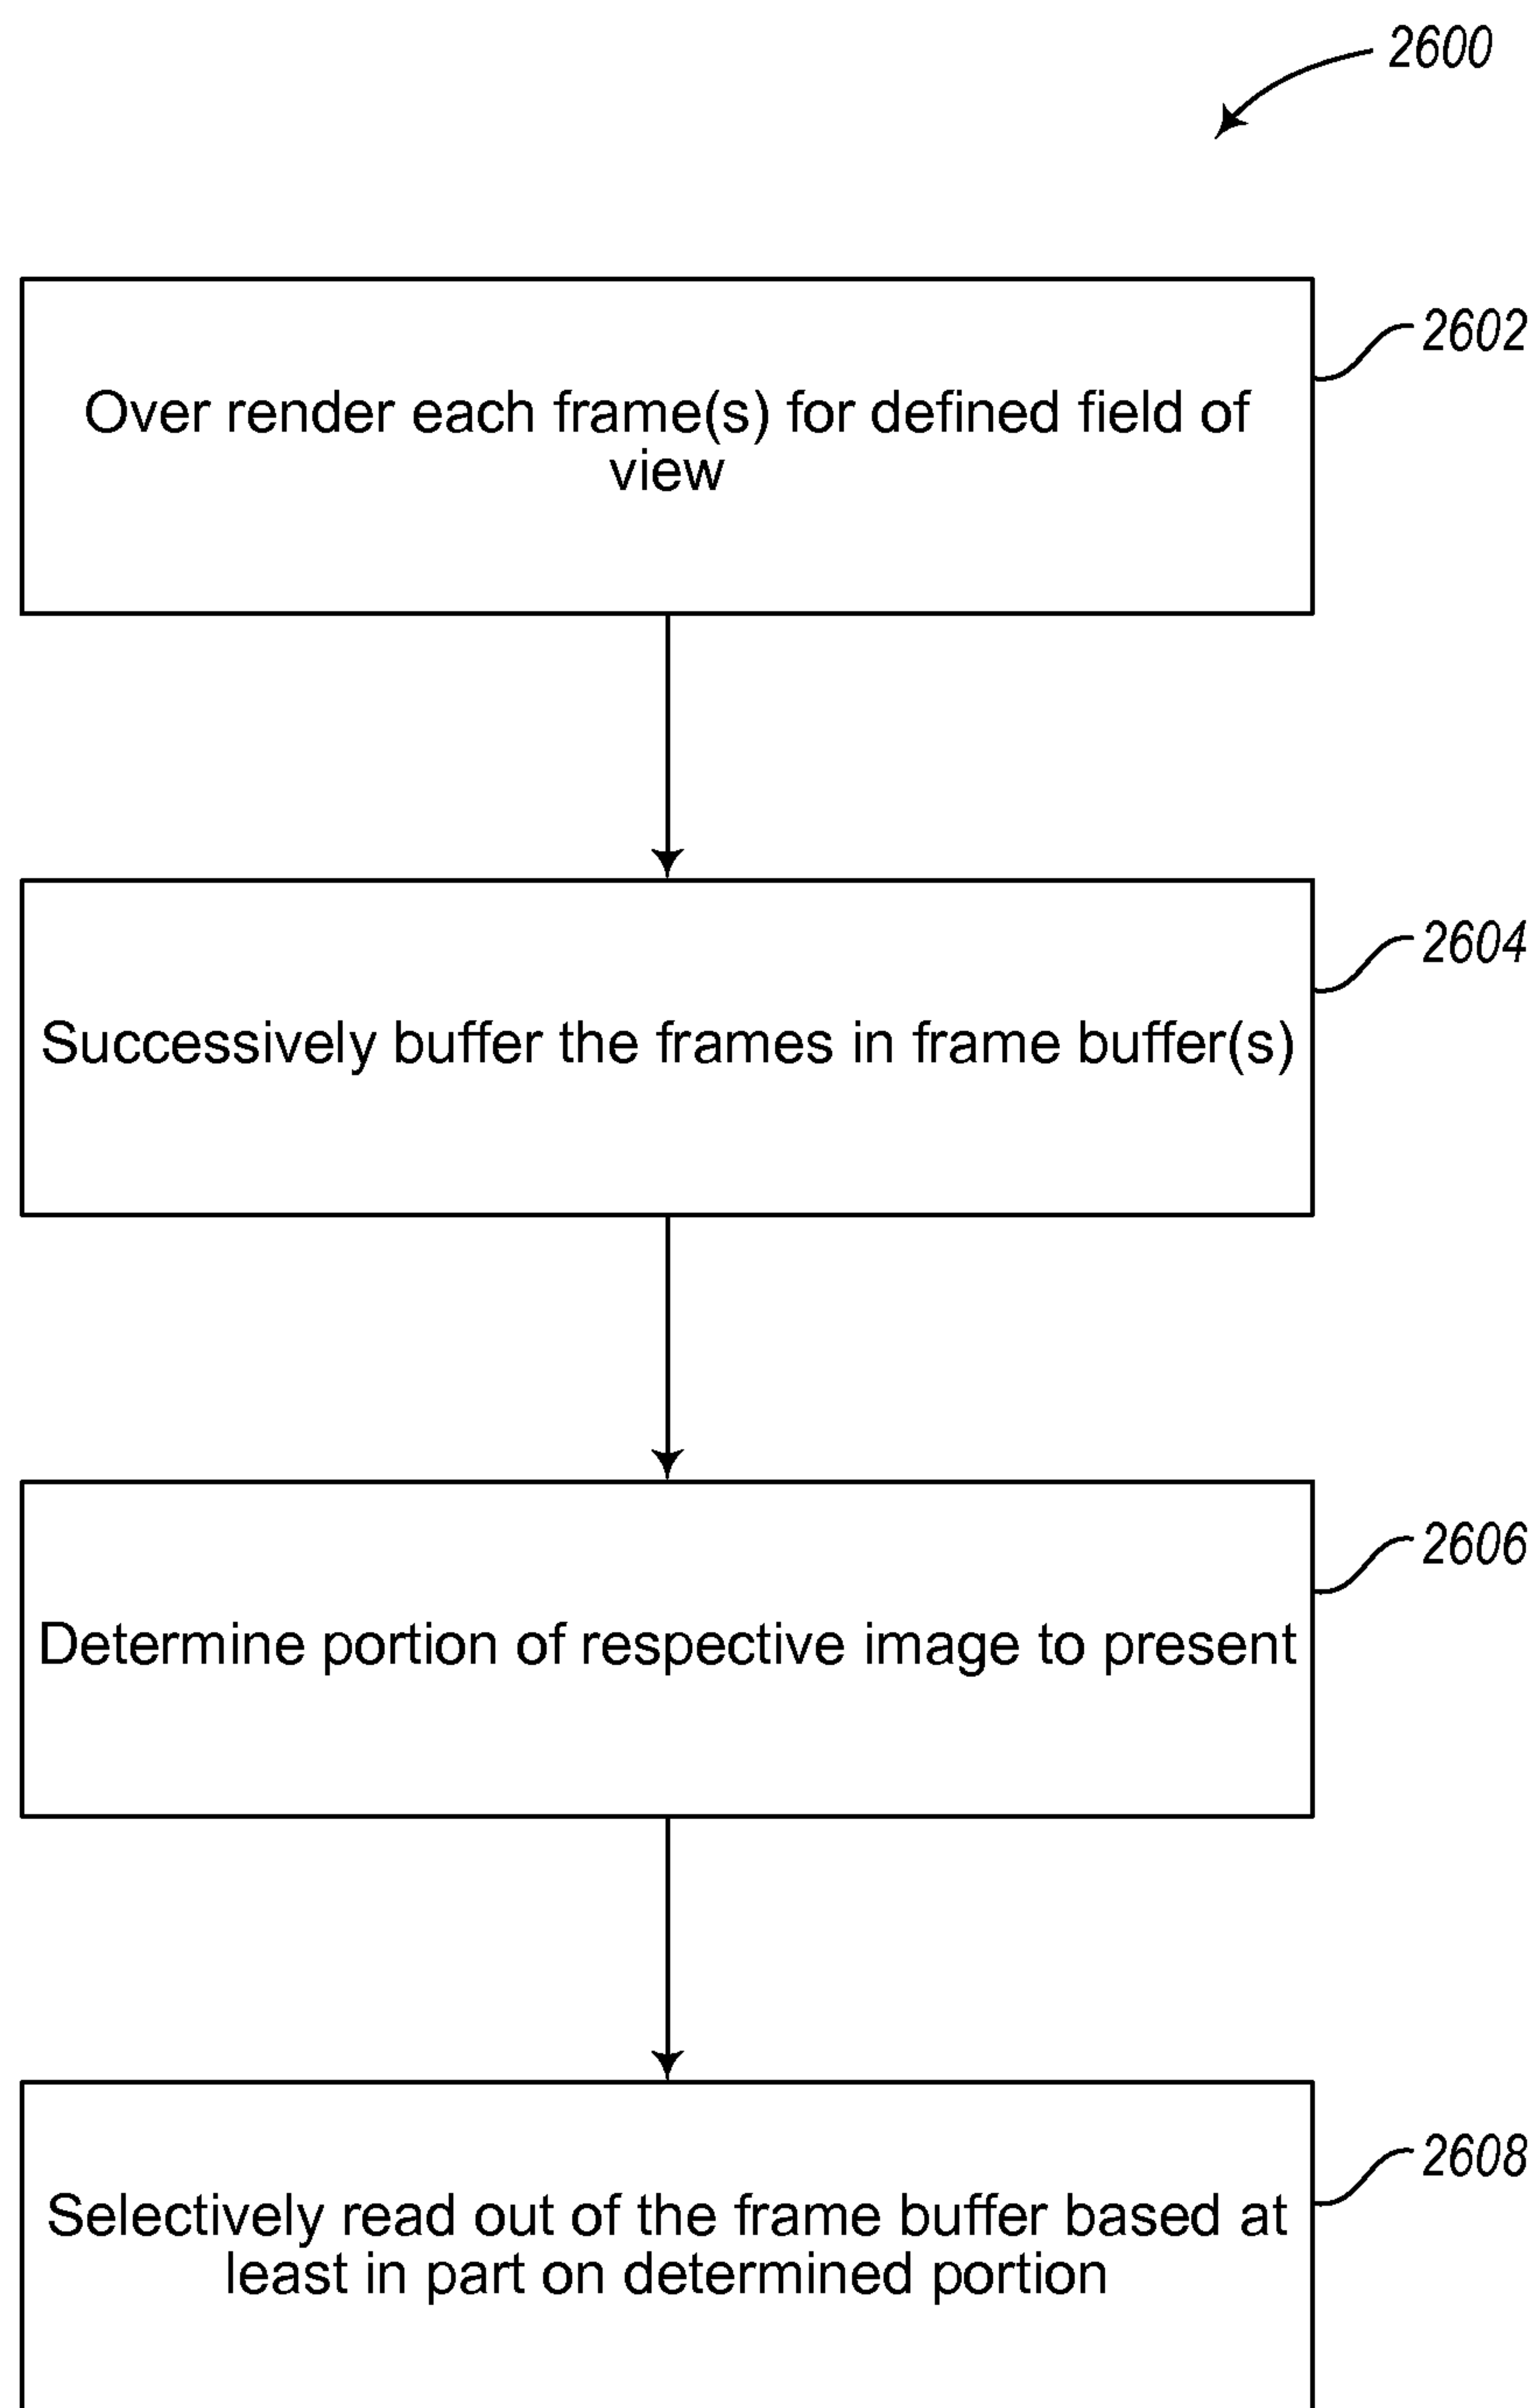 2600
2602
Over render each frame(s) for defined field of
view
2604
Successively buffer the frames in frame buffer(s)
2606
Determine portion of respective image to present
2608
Selectively read out of the frame buffer based at
least in part on determined portion